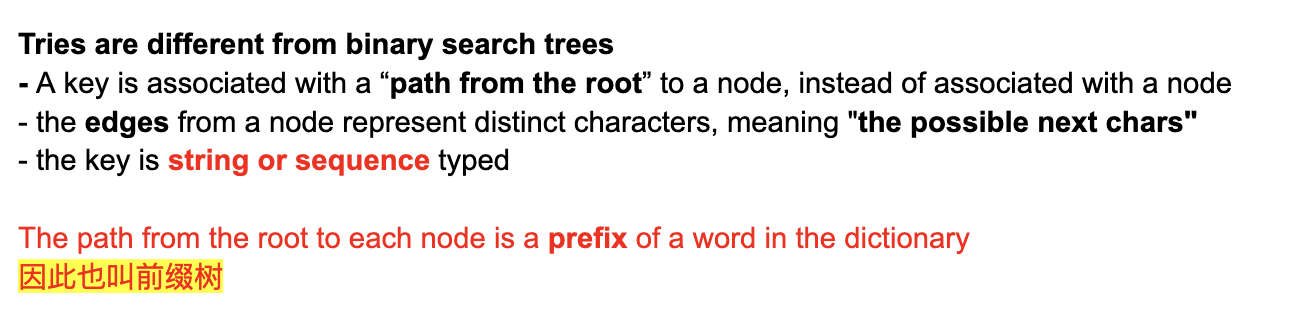 Tries are different from binary search trees
- A key is associated with a “path from the root” to a node, instead of associated with a node
- the edges from a node represent distinct characters, meaning "the possible next chars"
- the key is string or sequence typed
The path from the root to each node is a prefix of a word in the dictionary
因此也叫前缀树